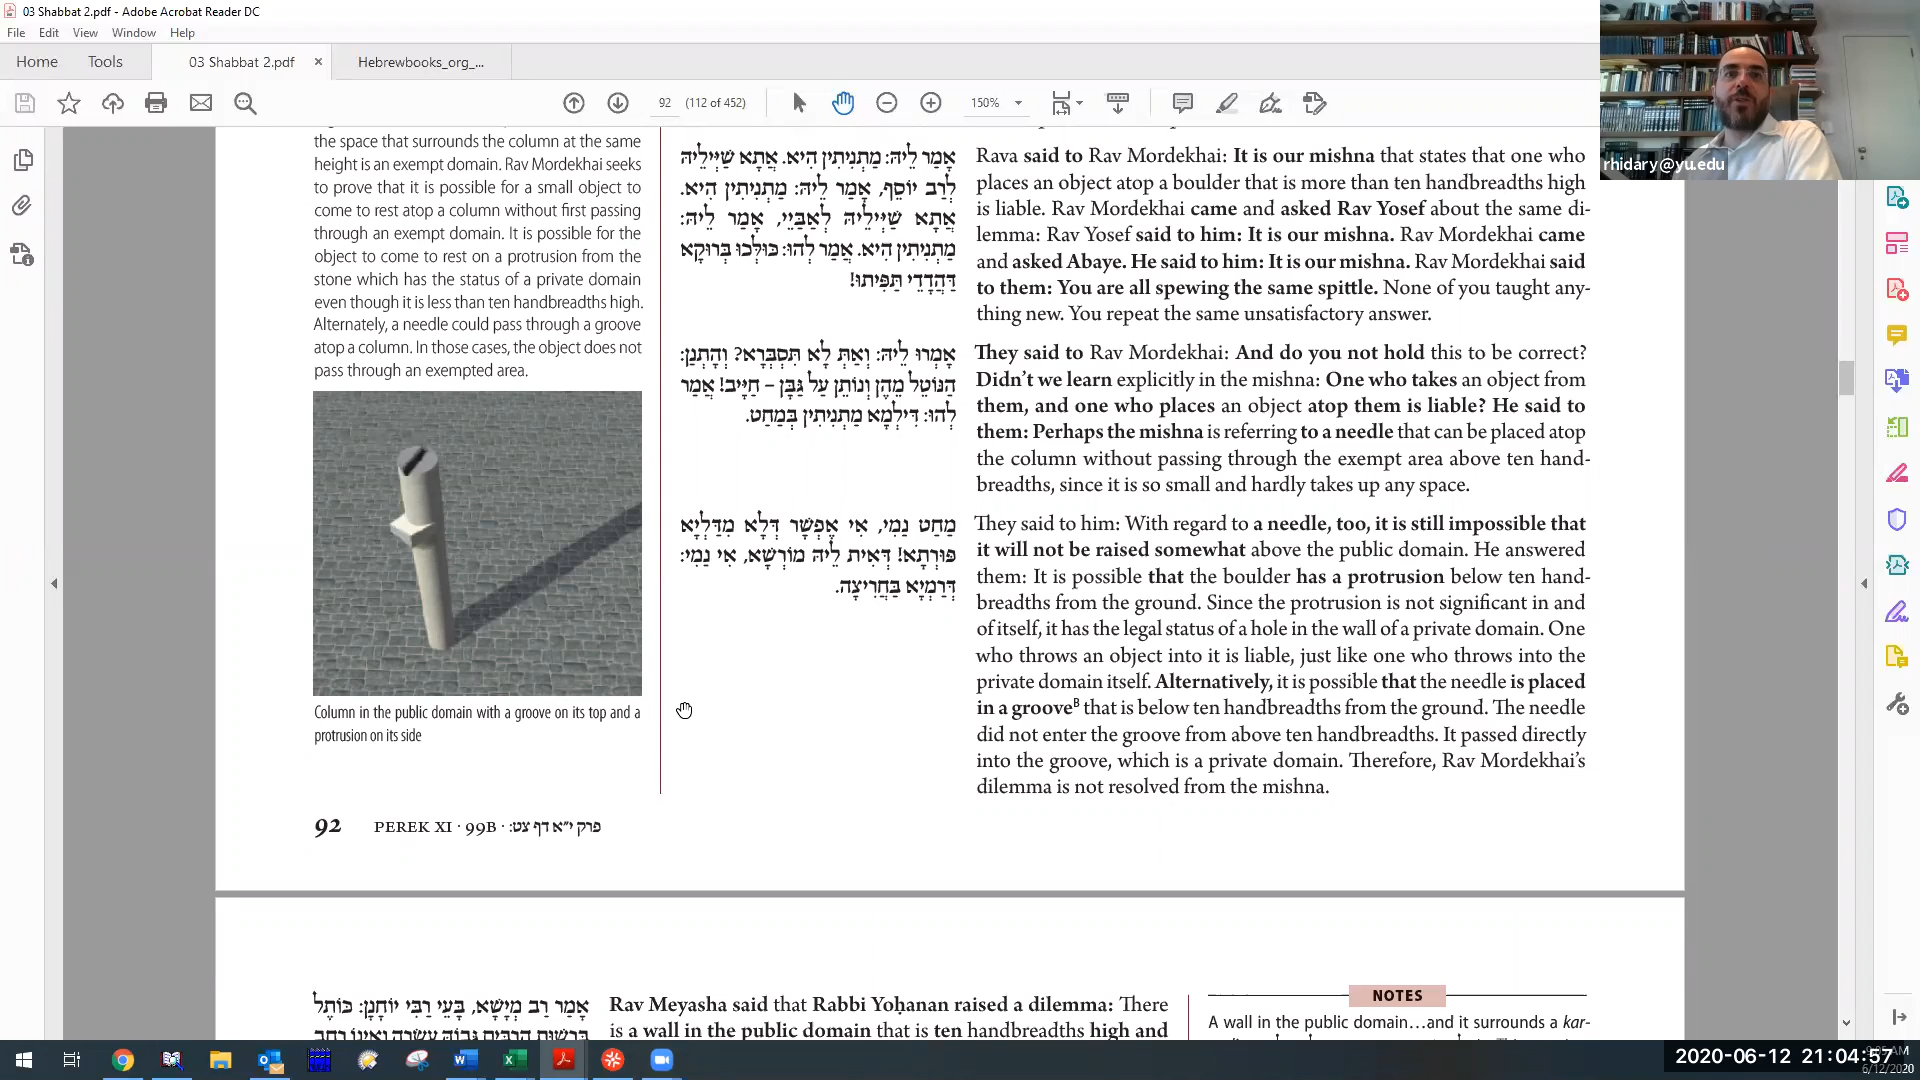 03 Shabbat 2.pdf - Adobe Acrobat Reader DC
File Edit View Window Help
Home Tools 03 Shabbat 2.pdf × Hebrewbooks_org_...
92 (112 of 452) 150%
rhidary@yu.edu
the space that surrounds the column at the same
height is an exempt domain. Rav Mordekhai seeks
to prove that it is possible for a small object to
come to rest atop a column without first passing
through an exempt domain. It is possible for the
object to come to rest on a protrusion from the
stone which has the status of a private domain
even though it is less than ten handbreadths high.
Alternately, a needle could pass through a groove
atop a column. In those cases, the object does not
pass through an exempted area.
Column in the public domain with a groove on its top and a
protrusion on its side
אָמַר לֵיהּ: מַתְנִיתִין הִיא. אֲתָא שַׁיְּילֵיהּ
לְרַב יוֹסֵף, אֲמַר לֵיהּ: מַתְנִיתִין הִיא.
אֲתָא שַׁיְּילֵיהּ לְאַבַּיֵי, אֲמַר לֵיהּ:
מַתְנִיתִין הִיא. אֲמַר לְהוּ: כּוּלְּכוּ בְּרוּקָא
דַּהֲדָדֵי תָּפִיתוּ!
אָמְרוּ לֵיהּ: וְאַתְּ לָא תִּסְבְּרָא? וְהָתְנַן:
הַנּוֹטֵל מֵהֶן וְנוֹתֵן עַל גַּבָּן – חַיָּיב! אֲמַר
לְהוּ: דִּילְמָא מַתְנִיתִין בְּמַחַט.
מַחַט נַמִי, אִי אֶפְשָׁר דְּלָא מִדַּלְיָא
פּוּרְתָא! דְּאִית לֵיהּ מוֹרְשָׁא, אִי נַמִי:
דְּרַמְיָא בַּחֲרִיצָה.
Rava said to Rav Mordekhai: It is our mishna that states that one who
places an object atop a boulder that is more than ten handbreadths high
is liable. Rav Mordekhai came and asked Rav Yosef about the same di-
lemma: Rav Yosef said to him: It is our mishna. Rav Mordekhai came
and asked Abaye. He said to him: It is our mishna. Rav Mordekhai said
to them: You are all spewing the same spittle. None of you taught any-
thing new. You repeat the same unsatisfactory answer.
They said to Rav Mordekhai: And do you not hold this to be correct?
Didn't we learn explicitly in the mishna: One who takes an object from
them, and one who places an object atop them is liable? He said to
them: Perhaps the mishna is referring to a needle that can be placed atop
the column without passing through the exempt area above ten hand-
breadths, since it is so small and hardly takes up any space.
They said to him: With regard to a needle, too, it is still impossible that
it will not be raised somewhat above the public domain. He answered
them: It is possible that the boulder has a protrusion below ten hand-
breadths from the ground. Since the protrusion is not significant in and
of itself, it has the legal status of a hole in the wall of a private domain. One
who throws an object into it is liable, just like one who throws into the
private domain itself. Alternatively, it is possible that the needle is placed
in a grooveᴮ that is below ten handbreadths from the ground. The needle
did not enter the groove from above ten handbreadths. It passed directly
into the groove, which is a private domain. Therefore, Rav Mordekhai's
dilemma is not resolved from the mishna.
92 PEREK XI · 99B · פרק י״א דף צט:
אָמַר רַב מְיָשָׁא, בָּעֵי רַבִּי יוֹחָנָן: כּוֹתֶל
Rav Meyasha said that Rabbi Yoḥanan raised a dilemma: There
is a wall in the public domain that is ten handbreadths high and
NOTES
A wall in the public domain…and it surrounds a kar-
2020-06-12 21:04:57
6/12/2020